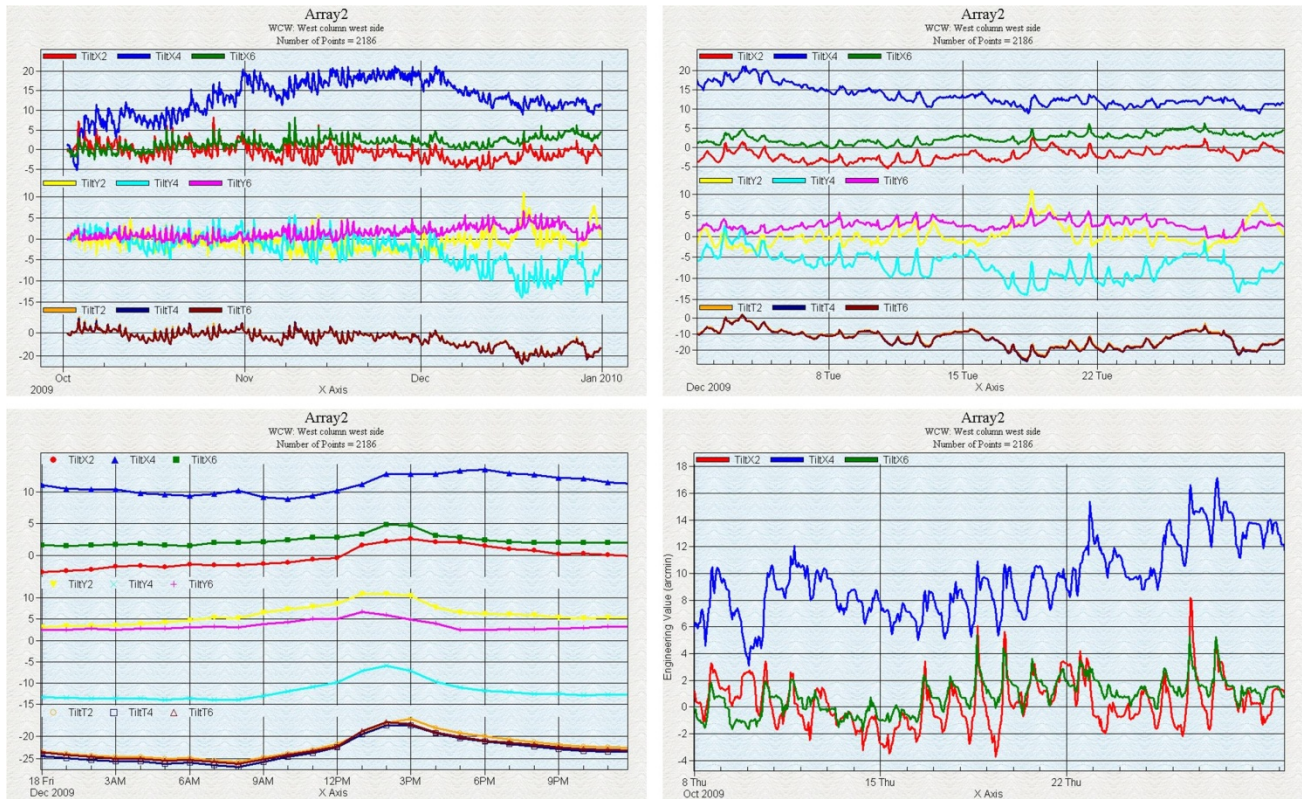 Array2
WCW: West column west side
Number of Points = 2186
TiltX2 TiltX4 TiltX6
20
15
10
5
0
-5
TiltY2 TiltY4 TiltY6
10
5
0
-5
-10
-15
TiltT2 TiltT4 TiltT6
0
-20
Oct Nov Dec Jan 2010
2009 X Axis
Array2
WCW: West column west side
Number of Points = 2186
TiltX2 TiltX4 TiltX6
20
15
10
5
0
-5
TiltY2 TiltY4 TiltY6
10
5
0
-5
-10
-15
TiltT2 TiltT4 TiltT6
0
-10
-20
8 Tue 15 Tue 22 Tue
Dec 2009 X Axis
Array2
WCW: West column west side
Number of Points = 2186
TiltX2 TiltX4 TiltX6
10
5
0
TiltY2 TiltY4 TiltY6
10
5
0
-5
-10
-15
TiltT2 TiltT4 TiltT6
-20
-25
18 Fri 3AM 6AM 9AM 12PM 3PM 6PM 9PM
Dec 2009 X Axis
Array2
WCW: West column west side
Number of Points = 2186
TiltX2 TiltX4 TiltX6
Engineering Value (arcmin)
18
16
14
12
10
8
6
4
2
0
-2
-4
8 Thu 15 Thu 22 Thu
Oct 2009 X Axis